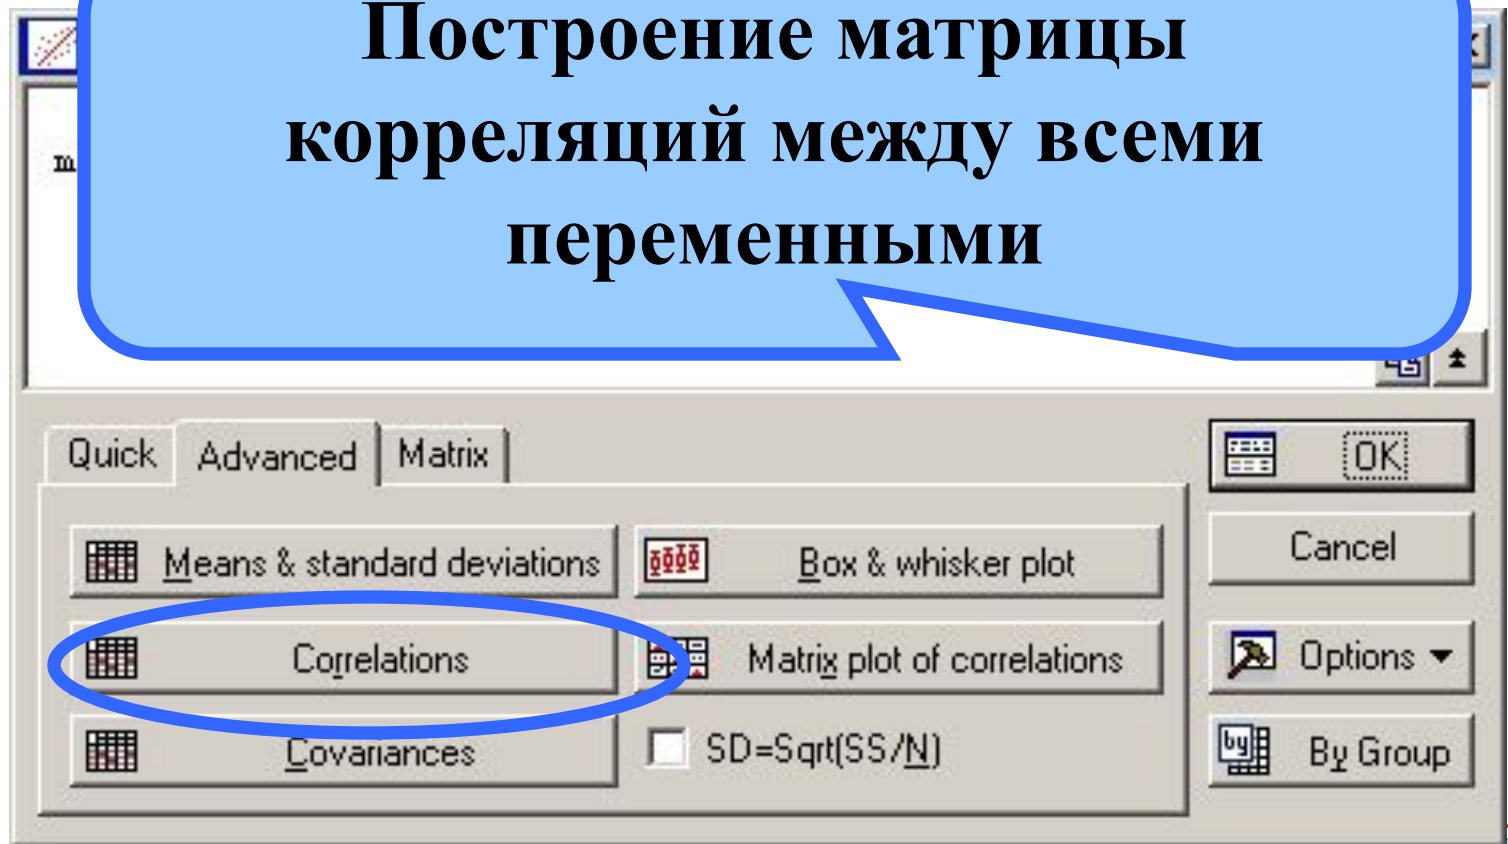 Построение матрицы
корреляций между всеми
переменными
m
Quick Advanced Matrix
OK
Means & standard deviations Box & whisker plot
Cancel
Correlations Matrix plot of correlations
Options
Covariances SD=Sqrt(SS/N)
by By Group